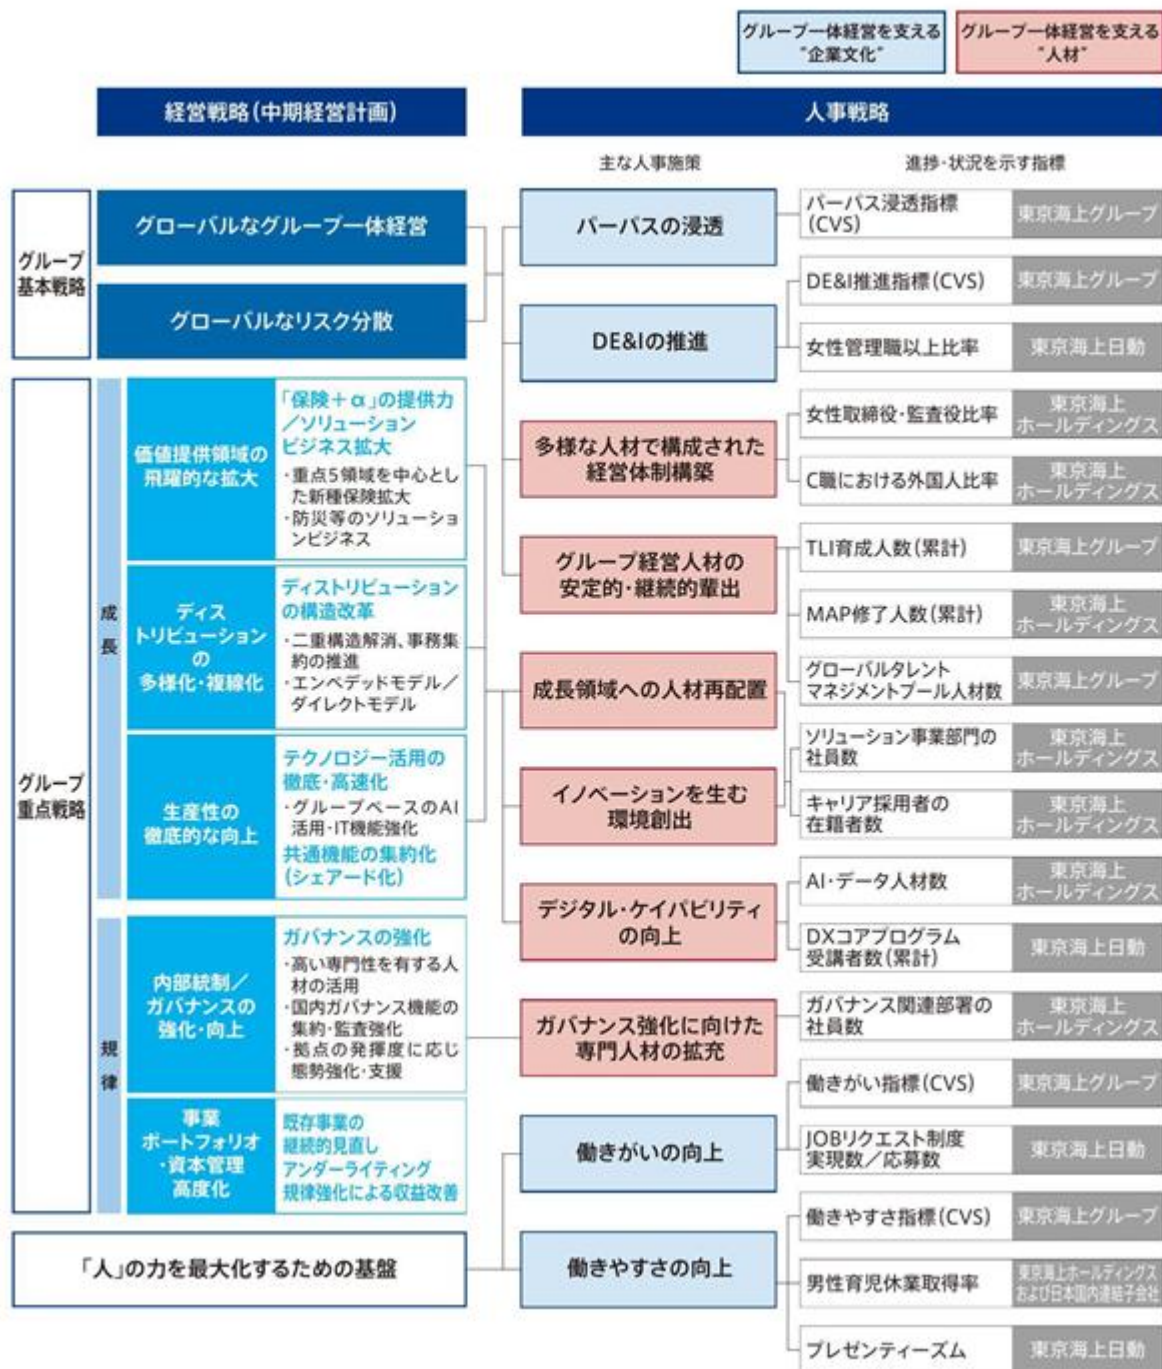 グループ一体経営を支える
“企業文化”
グループ一体経営を支える
“人材”
経営戦略(中期経営計画)
人事戦略
主な人事施策
進捗・状況を示す指標
グループ
基本戦略
グローバルなグループ一体経営
グローバルなリスク分散
グループ
重点戦略
成
長
価値提供領域の
飛躍的な拡大
「保険+α」の提供力
/ソリューション
ビジネス拡大
・重点5領域を中心とし
た新種保険拡大
・防災等のソリューショ
ンビジネス
ディス
トリビューション
の
多様化・複線化
ディストリビューション
の構造改革
・二重構造解消、事務集
約の推進
・エンベデッドモデル/
ダイレクトモデル
生産性の
徹底的な向上
テクノロジー活用の
徹底・高速化
・グループベースのAI
活用・IT機能強化
共通機能の集約化
(シェアード化)
規
律
内部統制/
ガバナンスの
強化・向上
ガバナンスの強化
・高い専門性を有する人
材の活用
・国内ガバナンス機能の
集約・監査強化
・拠点の発揮度に応じ
態勢強化・支援
事業
ポートフォリオ
・資本管理
高度化
既存事業の
継続的見直し
アンダーライティング
規律強化による収益改善
「人」の力を最大化するための基盤
パーパスの浸透
パーパス浸透指標
(CVS)
東京海上グループ
DE&Iの推進
DE&I推進指標(CVS)
東京海上グループ
女性管理職以上比率
東京海上日動
多様な人材で構成された
経営体制構築
女性取締役・監査役比率
東京海上
ホールディングス
C職における外国人比率
東京海上
ホールディングス
グループ経営人材の
安定的・継続的輩出
TLI育成人数(累計)
東京海上グループ
MAP修了人数(累計)
東京海上
ホールディングス
グローバルタレント
マネジメントプール人材数
東京海上グループ
成長領域への人材再配置
イノベーションを生む
環境創出
ソリューション事業部門の
社員数
東京海上
ホールディングス
キャリア採用者の
在籍者数
東京海上
ホールディングス
デジタル・ケイパビリティ
の向上
AI・データ人材数
東京海上
ホールディングス
DXコアプログラム
受講者数(累計)
東京海上日動
ガバナンス強化に向けた
専門人材の拡充
ガバナンス関連部署の
社員数
東京海上
ホールディングス
働きがいの向上
働きがい指標(CVS)
東京海上グループ
JOBリクエスト制度
実現数/応募数
東京海上日動
働きやすさの向上
働きやすさ指標(CVS)
東京海上グループ
男性育児休業取得率
東京海上ホールディングス
および日本国内連結子会社
プレゼンティーズム
東京海上日動